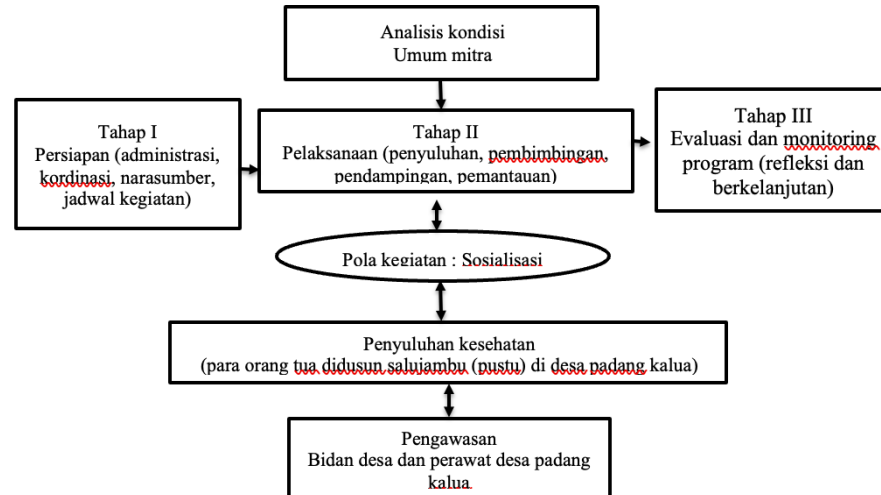 Analisis kondisi
Umum mitra
Tahap I
Persiapan (administrasi,
kordinasi, narasumber,
jadwal kegiatan)
Tahap II
Pelaksanaan (penyuluhan, pembimbingan,
pendampingan, pemantauan)
Tahap III
Evaluasi dan monitoring
program (refleksi dan
berkelanjutan)
Pola kegiatan : Sosialisasi
Penyuluhan kesehatan
(para orang tua didusun salujambu (pustu) di desa padang kalua)
Pengawasan
Bidan desa dan perawat desa padang
kalua